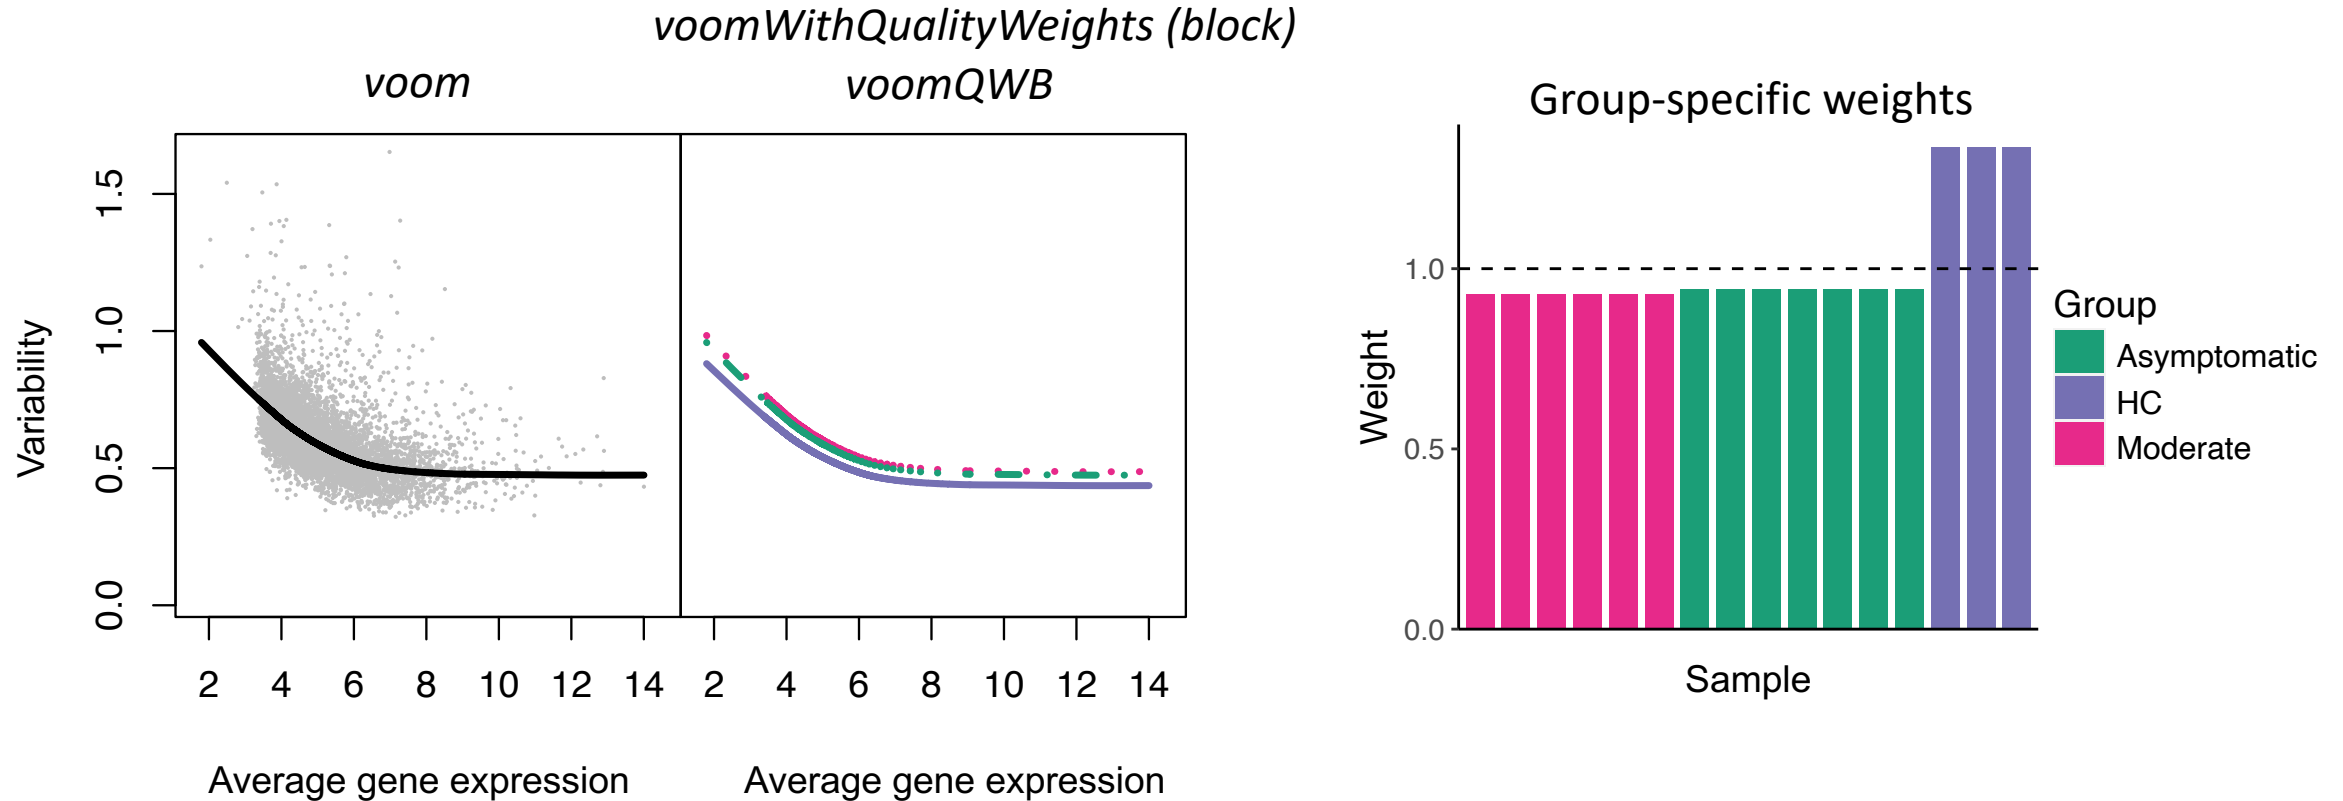 voomWithQualityWeights (block)
voom
voomQWB
Group-specific weights
Variability
0.0
0.5
1.0
1.5
2 4 6 8 10 12 14
2 4 6 8 10 12 14
Average gene expression
Average gene expression
Weight
1.0
0.5
0.0
Sample
Group
Asymptomatic
HC
Moderate